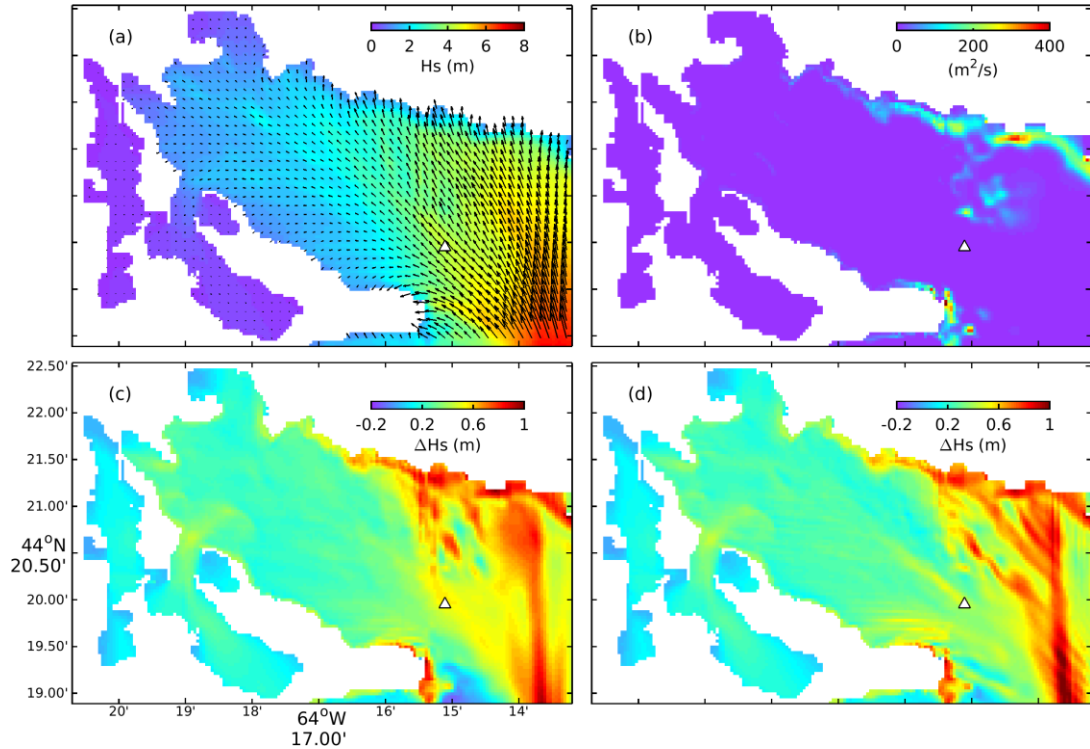 (a)
0 2 4 6 8
Hs (m)
(b)
0 200 400
(m²/s)
(c)
-0.2 0.2 0.6 1
ΔHs (m)
(d)
-0.2 0.2 0.6 1
ΔHs (m)
22.50'
22.00'
21.50'
21.00'
44°N
20.50'
20.00'
19.50'
19.00'
20' 19' 18' 64°W 16' 15' 14'
17.00'